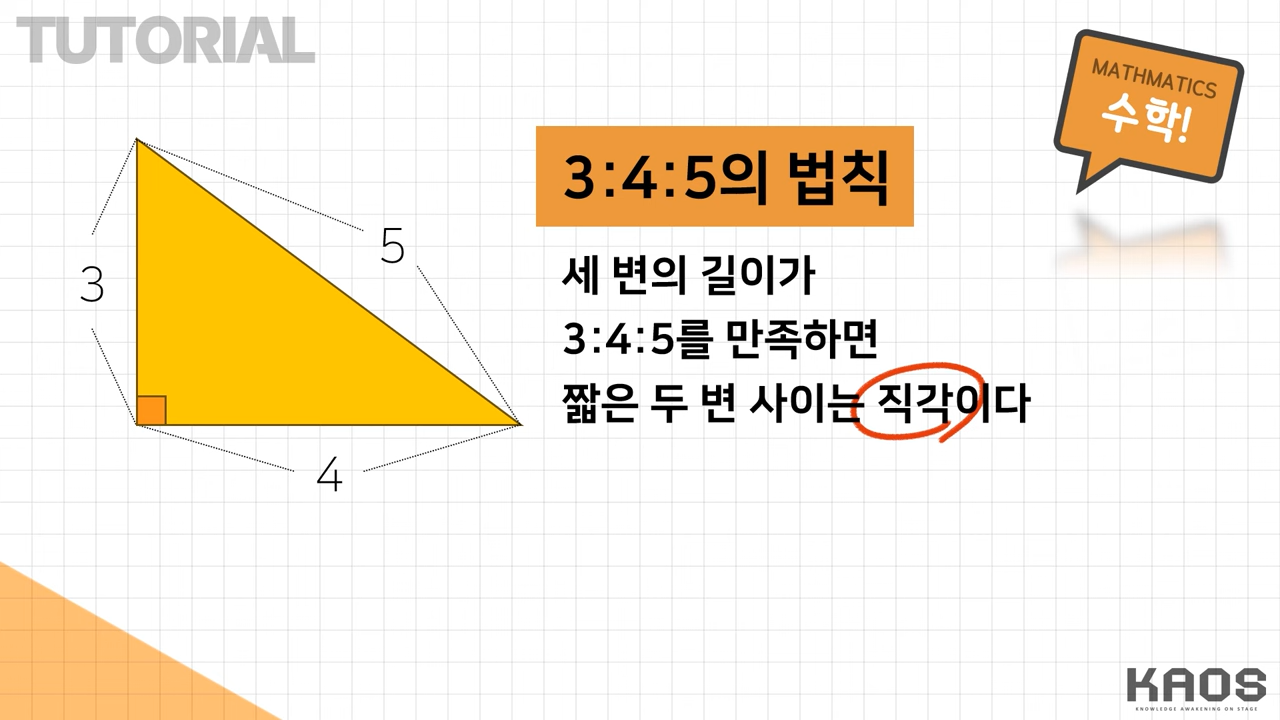 TUTORIAL
MATHMATICS
수학!
3:4:5의 법칙
세 변의 길이가
3:4:5를 만족하면
짧은 두 변 사이는 직각이다
3
5
4
KAOS
KNOWLEDGE AWAKENING ON STAGE